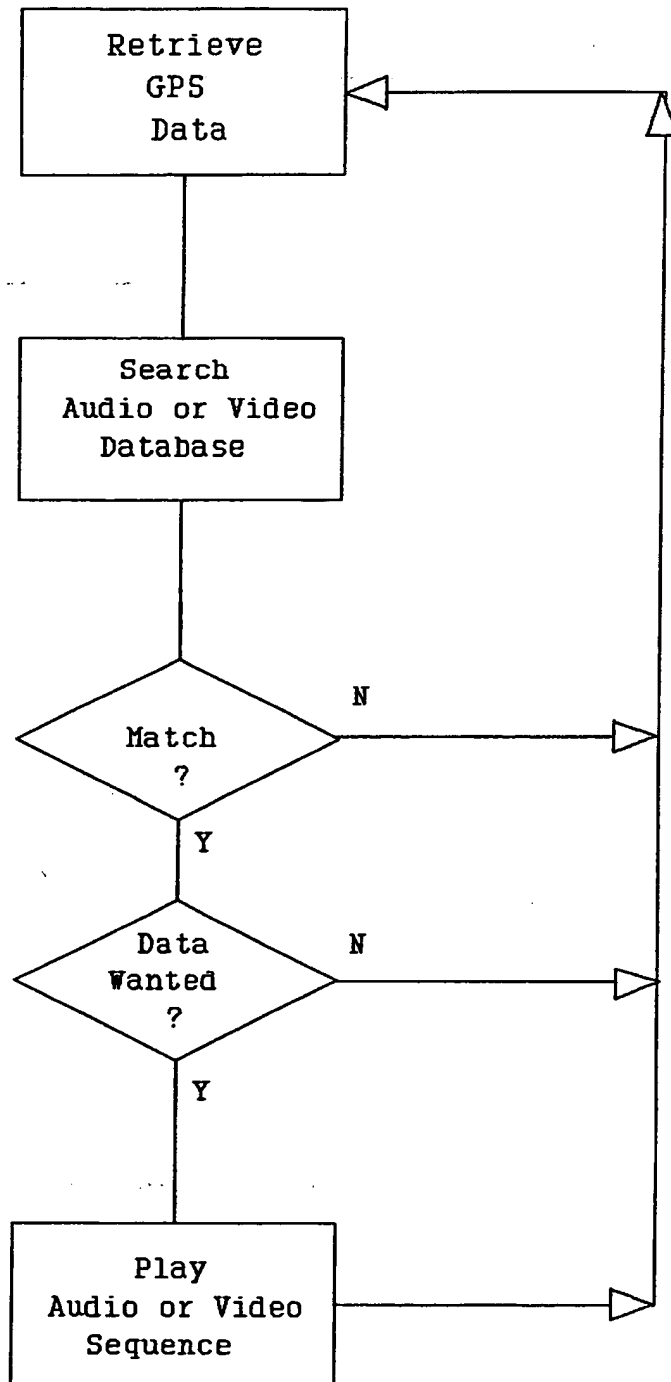 Retrieve
GPS
Data
Search
Audio or Video
Database
Match
?
N
Y
Data
Wanted
?
N
Y
Play
Audio or Video
Sequence